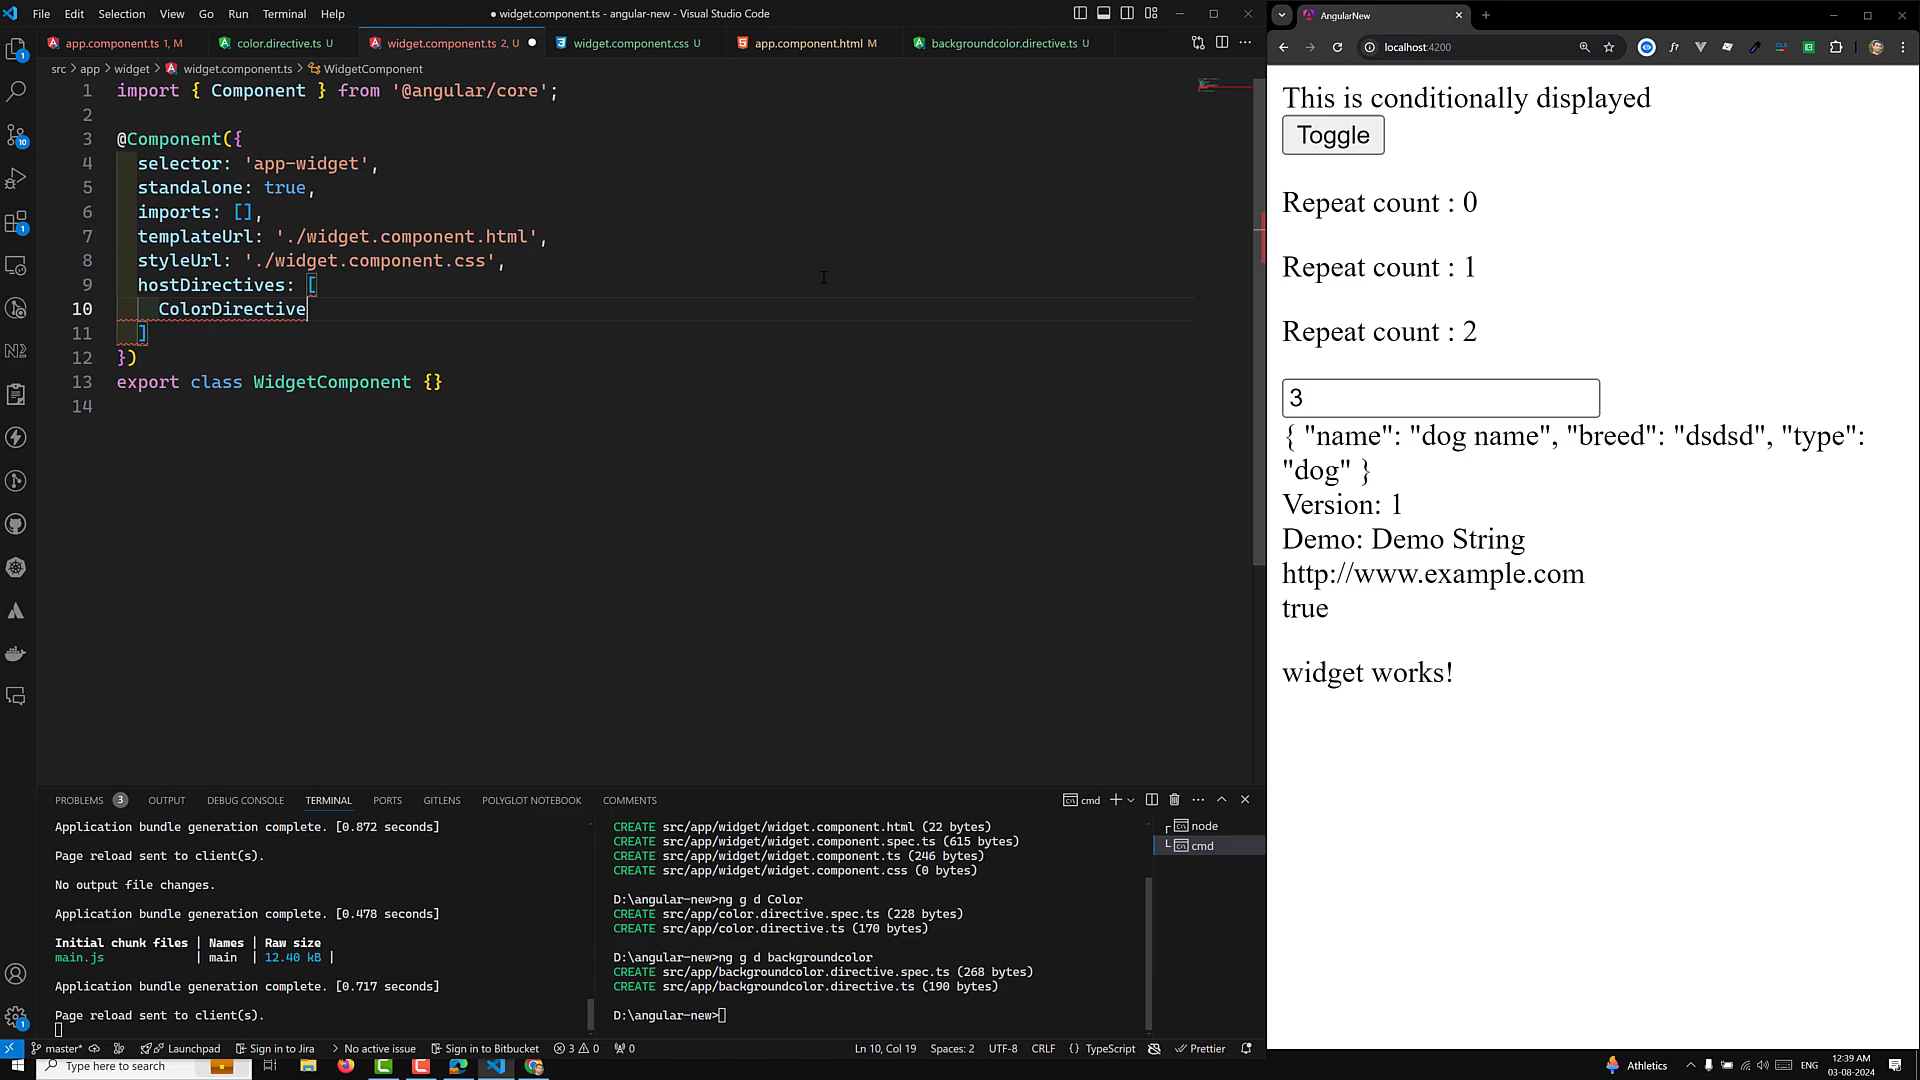 File Edit Selection View Go Run Terminal Help
● widget.component.ts - angular-new - Visual Studio Code
app.component.ts 1, M
color.directive.ts U
widget.component.ts 2, U
widget.component.css U
app.component.html M
backgroundcolor.directive.ts U
src > app > widget > widget.component.ts > WidgetComponent
1 import { Component } from '@angular/core';
2
3 @Component({
4 selector: 'app-widget',
5 standalone: true,
6 imports: [],
7 templateUrl: './widget.component.html',
8 styleUrl: './widget.component.css',
9 hostDirectives: [
10 ColorDirective
11 ]
12 })
13 export class WidgetComponent {}
14
PROBLEMS 3 OUTPUT DEBUG CONSOLE TERMINAL PORTS GITLENS POLYGLOT NOTEBOOK COMMENTS
cmd
Application bundle generation complete. [0.872 seconds]
Page reload sent to client(s).
No output file changes.
Application bundle generation complete. [0.478 seconds]
Initial chunk files | Names | Raw size
main.js | main | 12.40 kB |
Application bundle generation complete. [0.717 seconds]
Page reload sent to client(s).
CREATE src/app/widget/widget.component.html (22 bytes)
CREATE src/app/widget/widget.component.spec.ts (615 bytes)
CREATE src/app/widget/widget.component.ts (246 bytes)
CREATE src/app/widget/widget.component.css (0 bytes)
D:\angular-new>ng g d Color
CREATE src/app/color.directive.spec.ts (228 bytes)
CREATE src/app/color.directive.ts (170 bytes)
D:\angular-new>ng g d backgroundcolor
CREATE src/app/backgroundcolor.directive.spec.ts (268 bytes)
CREATE src/app/backgroundcolor.directive.ts (190 bytes)
D:\angular-new>
node
cmd
master* Launchpad Sign in to Jira No active issue Sign in to Bitbucket 3 0 0
Ln 10, Col 19 Spaces: 2 UTF-8 CRLF {} TypeScript Prettier
AngularNew
localhost:4200
This is conditionally displayed
Toggle
Repeat count : 0
Repeat count : 1
Repeat count : 2
3
{ "name": "dog name", "breed": "dsdsd", "type":
"dog" }
Version: 1
Demo: Demo String
http://www.example.com
true
widget works!
Type here to search
Athletics
ENG
12:39 AM
03-08-2024